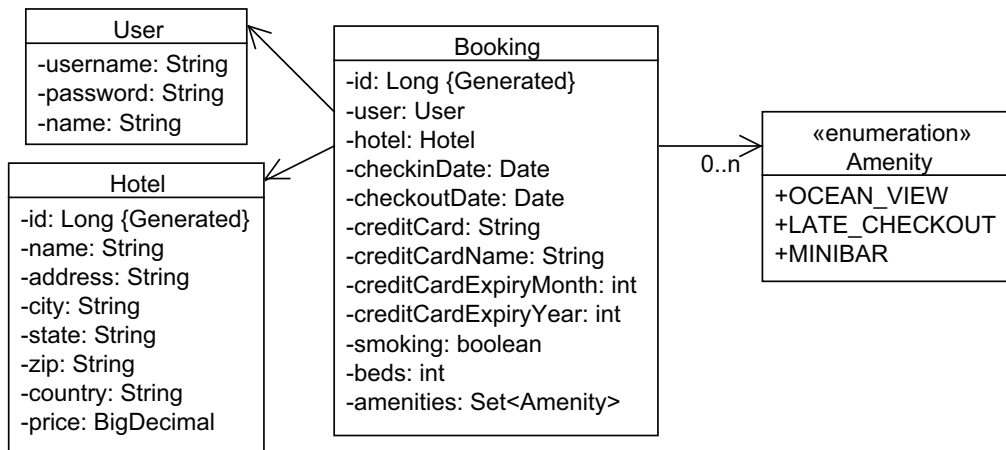 User
-username: String
-password: String
-name: String
Hotel
-id: Long {Generated}
-name: String
-address: String
-city: String
-state: String
-zip: String
-country: String
-price: BigDecimal
Booking
-id: Long {Generated}
-user: User
-hotel: Hotel
-checkinDate: Date
-checkoutDate: Date
-creditCard: String
-creditCardName: String
-creditCardExpiryMonth: int
-creditCardExpiryYear: int
-smoking: boolean
-beds: int
-amenities: Set<Amenity>
0..n
«enumeration»
Amenity
+OCEAN_VIEW
+LATE_CHECKOUT
+MINIBAR